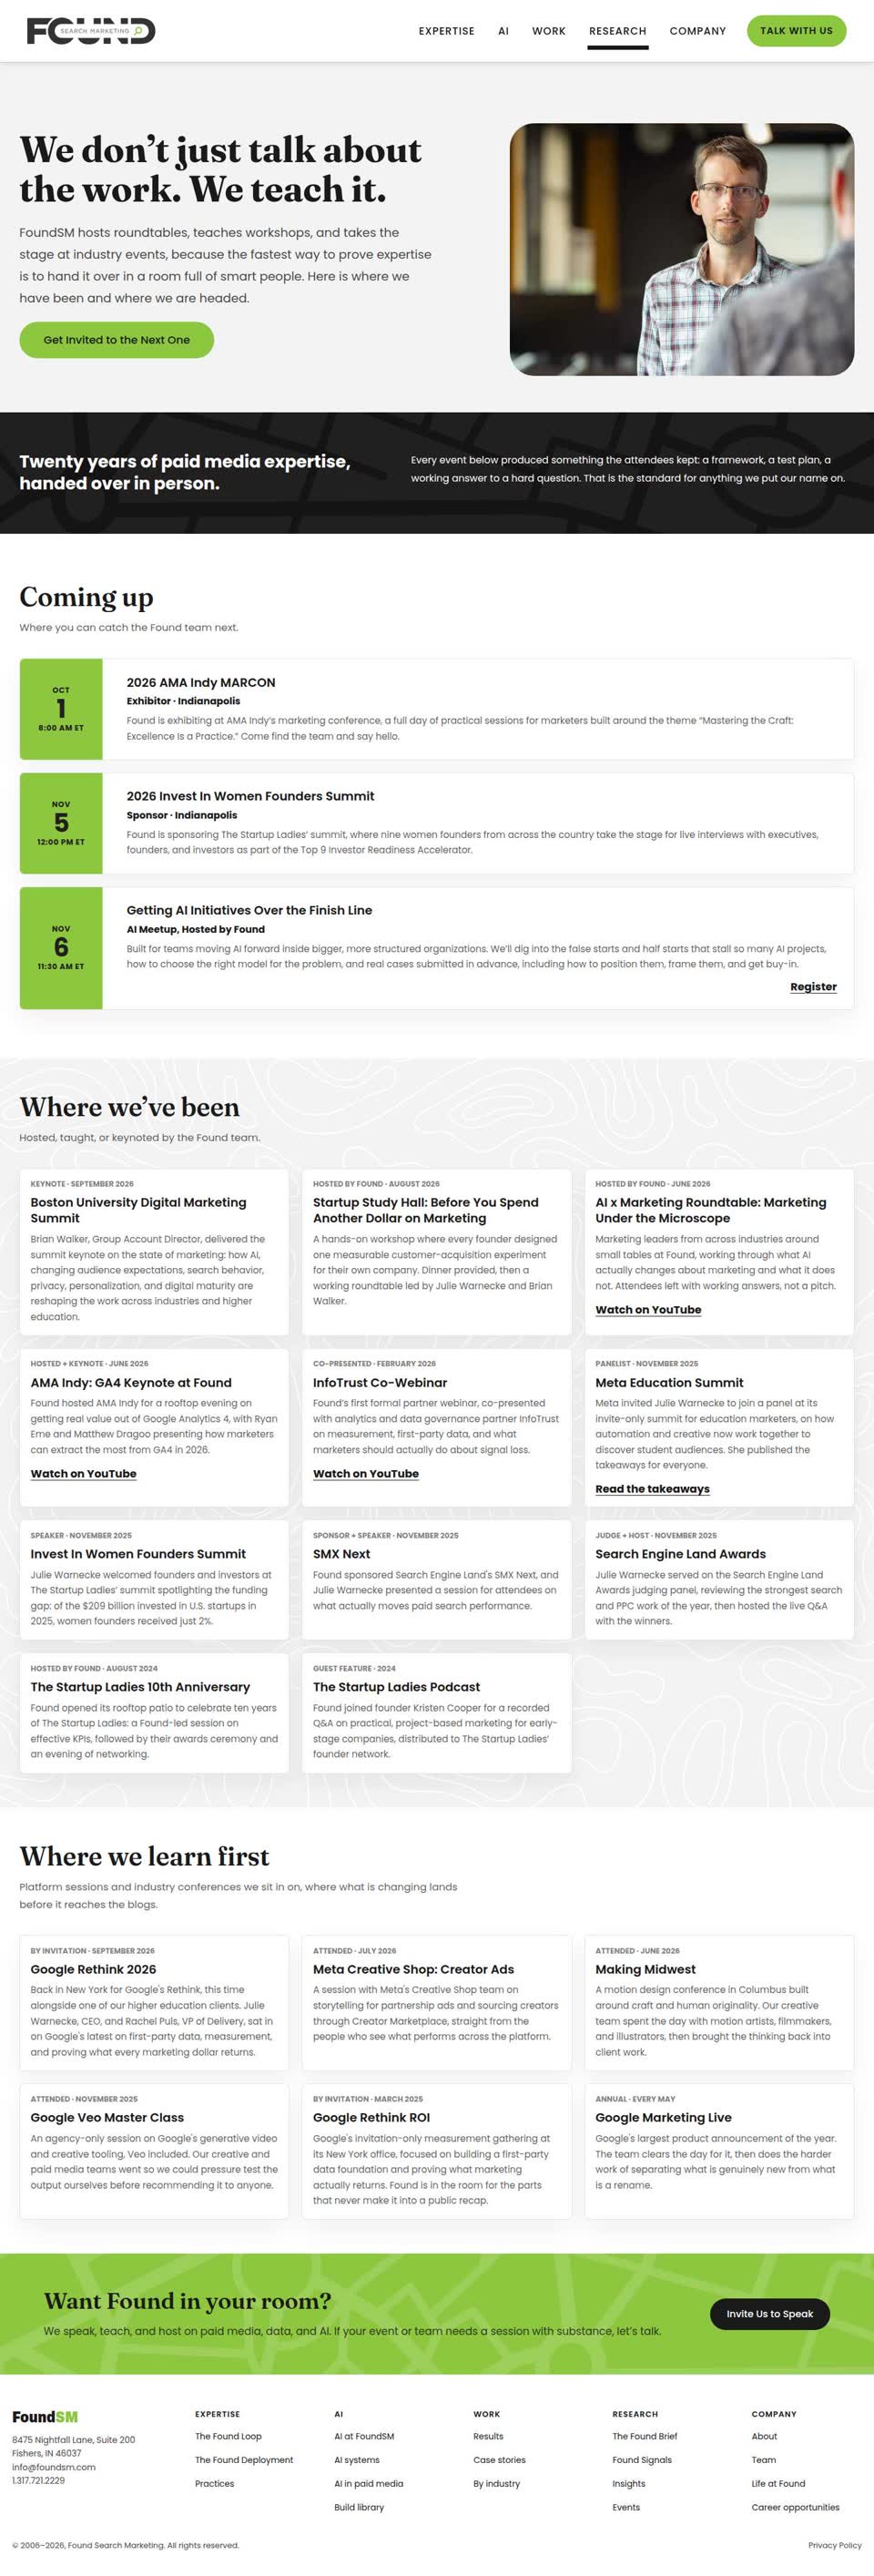 FOUND
SEARCH MARKETING
EXPERTISE
AI
WORK
RESEARCH
COMPANY
TALK WITH US
We don’t just talk about
the work. We teach it.
FoundSM hosts roundtables, teaches workshops, and takes the
stage at industry events, because the fastest way to prove expertise
is to hand it over in a room full of smart people. Here is where we
have been and where we are headed.
Get Invited to the Next One
Twenty years of paid media expertise,
handed over in person.
Every event below produced something the attendees kept: a framework, a test plan, a
working answer to a hard question. That is the standard for anything we put our name on.
Coming up
Where you can catch the Found team next.
OCT
1
8:00 AM ET
2026 AMA Indy MARCON
Exhibitor · Indianapolis
Found is exhibiting at AMA Indy’s marketing conference, a full day of practical sessions for marketers built around the theme “Mastering the Craft:
Excellence Is a Practice.” Come find the team and say hello.
NOV
5
12:00 PM ET
2026 Invest In Women Founders Summit
Sponsor · Indianapolis
Found is sponsoring The Startup Ladies’ summit, where nine women founders from across the country take the stage for live interviews with executives,
founders, and investors as part of the Top 9 Investor Readiness Accelerator.
NOV
6
11:30 AM ET
Getting AI Initiatives Over the Finish Line
AI Meetup, Hosted by Found
Built for teams moving AI forward inside bigger, more structured organizations. We’ll dig into the false starts and half starts that stall so many AI projects,
how to choose the right model for the problem, and real cases submitted in advance, including how to position them, frame them, and get buy-in.
Register
Where we’ve been
Hosted, taught, or keynoted by the Found team.
KEYNOTE · SEPTEMBER 2026
Boston University Digital Marketing
Summit
Brian Walker, Group Account Director, delivered the
summit keynote on the state of marketing: how AI,
changing audience expectations, search behavior,
privacy, personalization, and digital maturity are
reshaping the work across industries and higher
education.
HOSTED BY FOUND · AUGUST 2026
Startup Study Hall: Before You Spend
Another Dollar on Marketing
A hands-on workshop where every founder designed
one measurable customer-acquisition experiment
for their own company. Dinner provided, then a
working roundtable led by Julie Warnecke and Brian
Walker.
HOSTED BY FOUND · JUNE 2026
AI x Marketing Roundtable: Marketing
Under the Microscope
Marketing leaders from across industries around
small tables at Found, working through what AI
actually changes about marketing and what it does
not. Attendees left with working answers, not a pitch.
Watch on YouTube
HOSTED + KEYNOTE · JUNE 2026
AMA Indy: GA4 Keynote at Found
Found hosted AMA Indy for a rooftop evening on
getting real value out of Google Analytics 4, with Ryan
Eme and Matthew Dragoo presenting how marketers
can extract the most from GA4 in 2026.
Watch on YouTube
CO-PRESENTED · FEBRUARY 2026
InfoTrust Co-Webinar
Found’s first formal partner webinar, co-presented
with analytics and data governance partner InfoTrust
on measurement, first-party data, and what
marketers should actually do about signal loss.
Watch on YouTube
PANELIST · NOVEMBER 2025
Meta Education Summit
Meta invited Julie Warnecke to join a panel at its
invite-only summit for education marketers, on how
automation and creative now work together to
discover student audiences. She published the
takeaways for everyone.
Read the takeaways
SPEAKER · NOVEMBER 2025
Invest In Women Founders Summit
Julie Warnecke welcomed founders and investors at
The Startup Ladies’ summit spotlighting the funding
gap: of the $209 billion invested in U.S. startups in
2025, women founders received just 2%.
SPONSOR + SPEAKER · NOVEMBER 2025
SMX Next
Found sponsored Search Engine Land’s SMX Next, and
Julie Warnecke presented a session for attendees on
what actually moves paid search performance.
JUDGE + HOST · NOVEMBER 2025
Search Engine Land Awards
Julie Warnecke served on the Search Engine Land
Awards judging panel, reviewing the strongest search
and PPC work of the year, then hosted the live Q&A
with the winners.
HOSTED BY FOUND · AUGUST 2024
The Startup Ladies 10th Anniversary
Found opened its rooftop patio to celebrate ten years
of The Startup Ladies: a Found-led session on
effective KPIs, followed by their awards ceremony and
an evening of networking.
GUEST FEATURE · 2024
The Startup Ladies Podcast
Found joined founder Kristen Cooper for a recorded
Q&A on practical, project-based marketing for early-
stage companies, distributed to The Startup Ladies’
founder network.
Where we learn first
Platform sessions and industry conferences we sit in on, where what is changing lands
before it reaches the blogs.
BY INVITATION · SEPTEMBER 2026
Google Rethink 2026
Back in New York for Google’s Rethink, this time
alongside one of our higher education clients. Julie
Warnecke, CEO, and Rachel Puls, VP of Delivery, sat in
on Google’s latest on first-party data, measurement,
and proving what every marketing dollar returns.
ATTENDED · JULY 2026
Meta Creative Shop: Creator Ads
A session with Meta’s Creative Shop team on
storytelling for partnership ads and sourcing creators
through Creator Marketplace, straight from the
people who see what performs across the platform.
ATTENDED · JUNE 2026
Making Midwest
A motion design conference in Columbus built
around craft and human originality. Our creative
team spent the day with motion artists, filmmakers,
and illustrators, then brought the thinking back into
client work.
ATTENDED · NOVEMBER 2025
Google Veo Master Class
An agency-only session on Google’s generative video
and creative tooling, Veo included. Our creative and
paid media teams went so we could pressure test the
output ourselves before recommending it to anyone.
BY INVITATION · MARCH 2025
Google Rethink ROI
Google’s invitation-only measurement gathering at
its New York office, focused on building a first-party
data foundation and proving what marketing
actually returns. Found is in the room for the parts
that never make it into a public recap.
ANNUAL · EVERY MAY
Google Marketing Live
Google’s largest product announcement of the year.
The team clears the day for it, then does the harder
work of separating what is genuinely new from what
is a rename.
Want Found in your room?
We speak, teach, and host on paid media, data, and AI. If your event or team needs a session with substance, let’s talk.
Invite Us to Speak
FoundSM
8475 Nightfall Lane, Suite 200
Fishers, IN 46037
info@foundsm.com
1.317.721.2229
EXPERTISE
The Found Loop
The Found Deployment
Practices
AI
AI at FoundSM
AI systems
AI in paid media
Build library
WORK
Results
Case stories
By industry
RESEARCH
The Found Brief
Found Signals
Insights
Events
COMPANY
About
Team
Life at Found
Career opportunities
© 2006–2026, Found Search Marketing. All rights reserved.
Privacy Policy